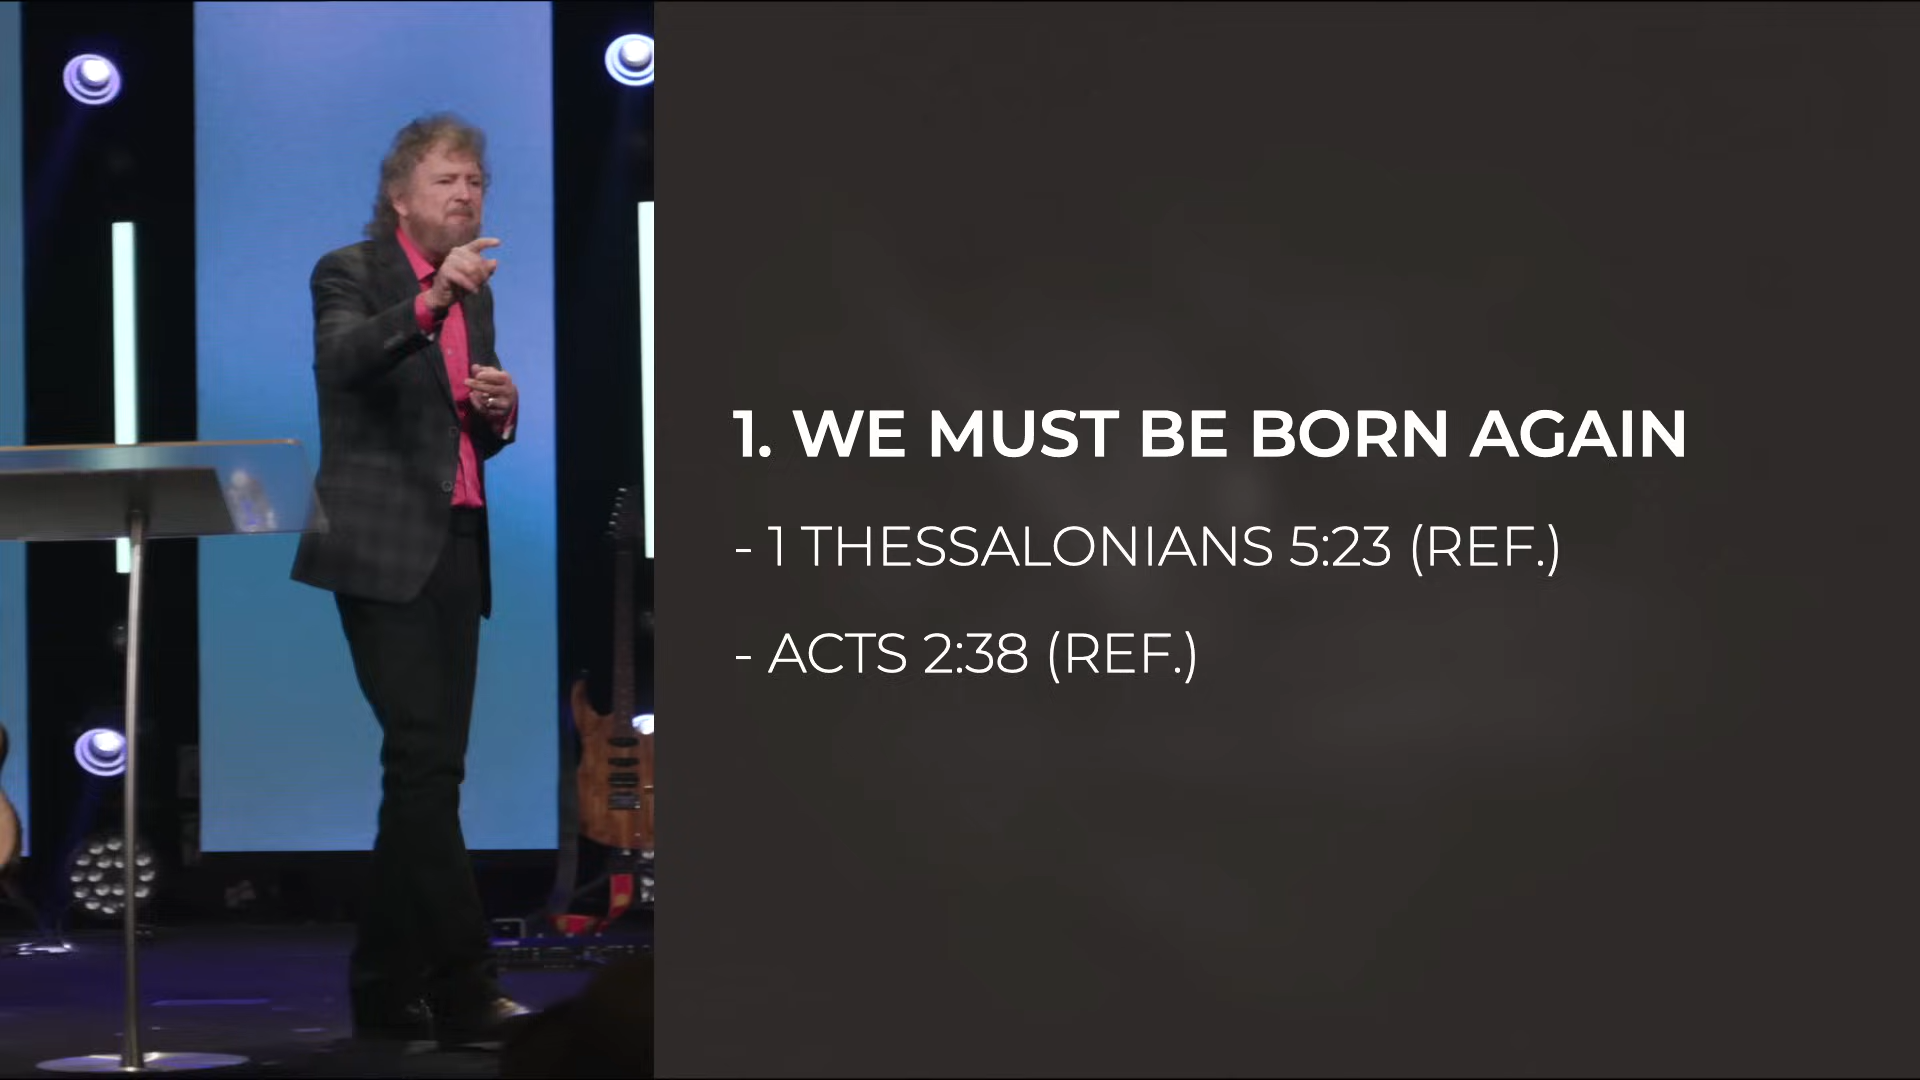 1. WE MUST BE BORN AGAIN
- 1 THESSALONIANS 5:23 (REF.)
- ACTS 2:38 (REF.)